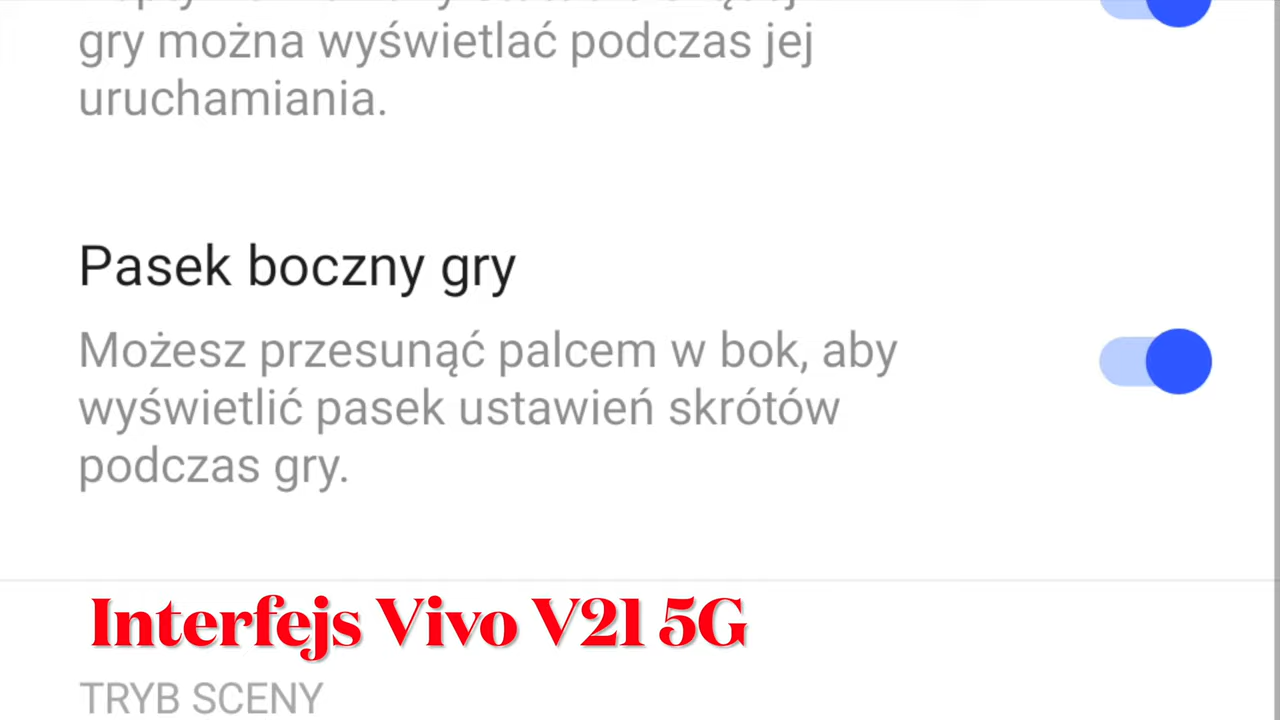 gry można wyświetlać podczas jej
uruchamiania.
Pasek boczny gry
Możesz przesunąć palcem w bok, aby
wyświetlić pasek ustawień skrótów
podczas gry.
Interfejs Vivo V21 5G
TRYB SCENY